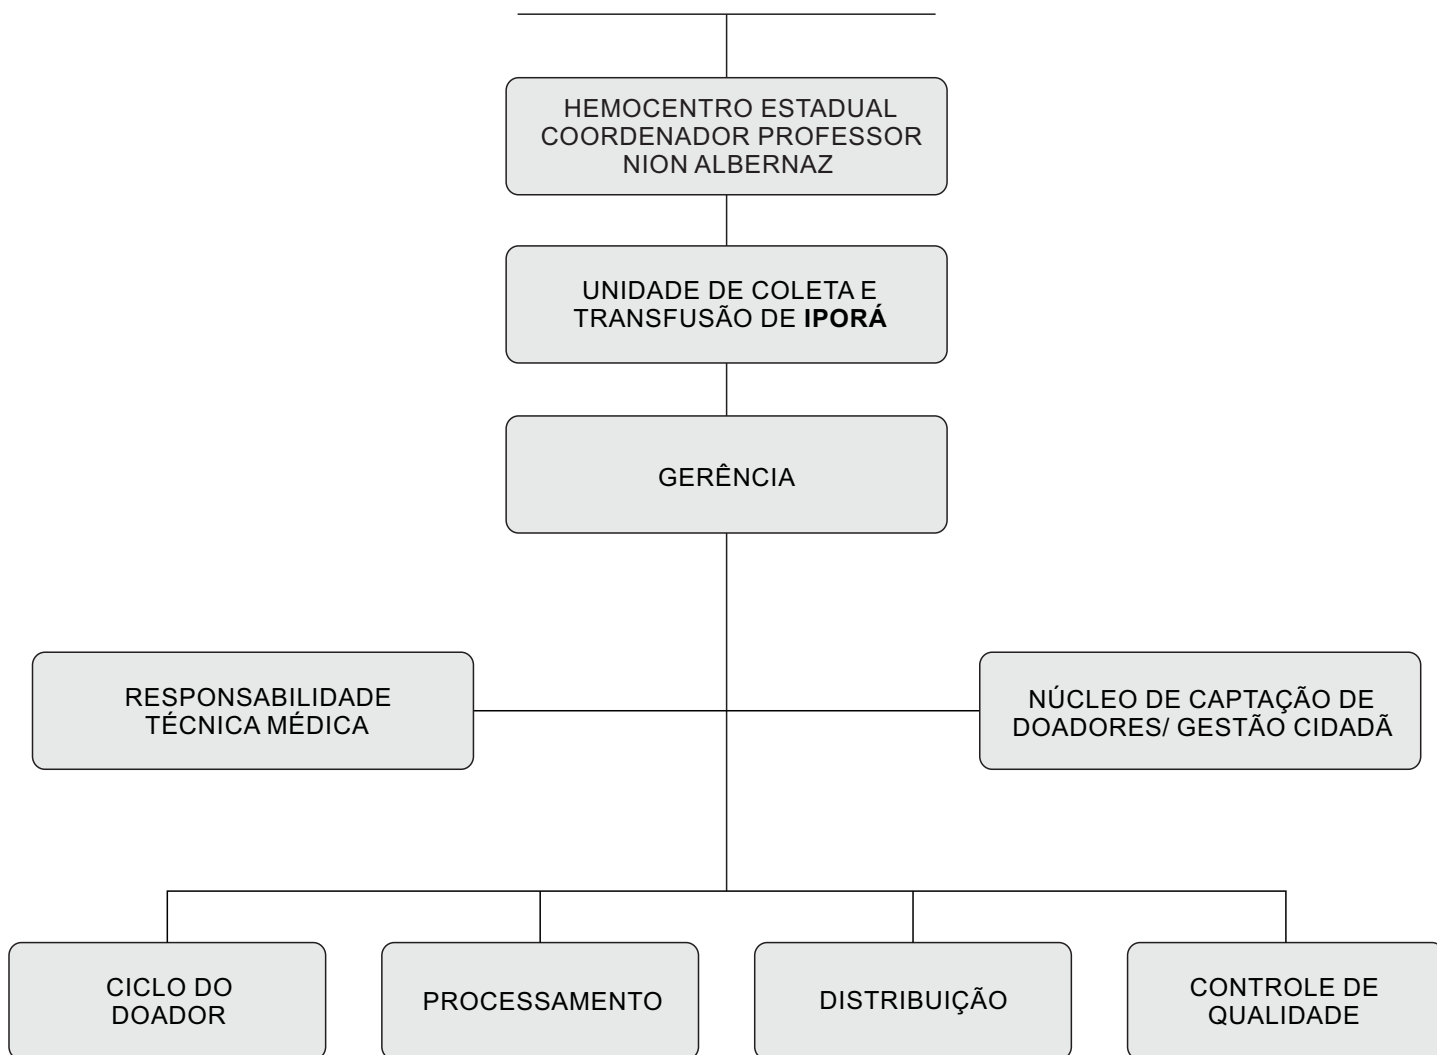 HEMOCENTRO ESTADUAL
COORDENADOR PROFESSOR
NION ALBERNAZ
UNIDADE DE COLETA E
TRANSFUSÃO DE IPORÁ
GERÊNCIA
RESPONSABILIDADE
TÉCNICA MÉDICA
NÚCLEO DE CAPTAÇÃO DE
DOADORES/ GESTÃO CIDADÃ
CICLO DO
DOADOR
PROCESSAMENTO
DISTRIBUIÇÃO
CONTROLE DE
QUALIDADE